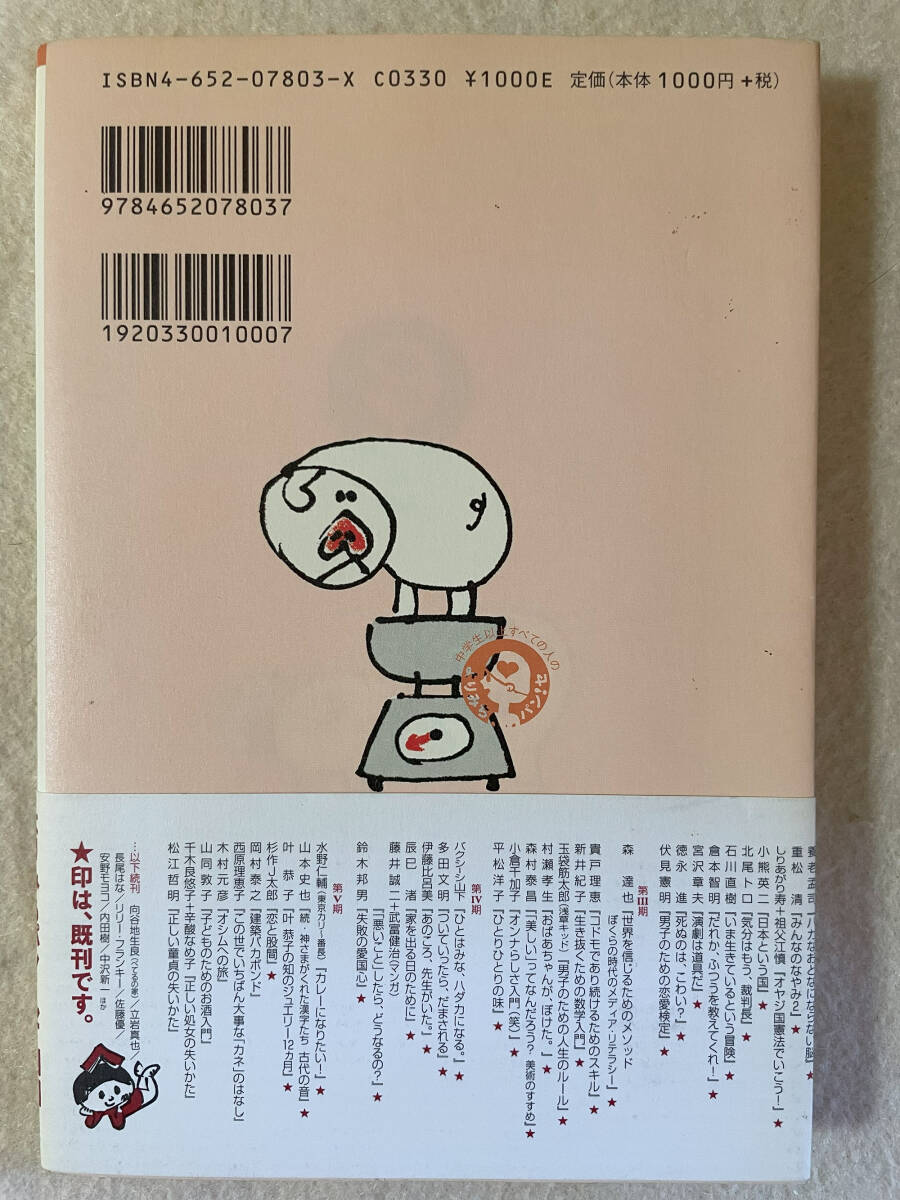 ISBN4-652-07803-X C0330 ¥1000E 定価(本体 1000円+税)
9784652078037
1920330010007
中学生以上すべての人の
よりみち
パン!セ
養老孟司『バカなおとなにならない脳』
重松 清『みんなのなやみ2』
しりあがり寿+祖父江慎『オヤジ国憲法でいこう!』★
小熊英二『日本という国』★
北尾トロ『気分はもう、裁判長』★
石川直樹『いま生きているという冒険』★
倉本智明『だれか、ふつうを教えてくれ!』★
宮沢章夫『演劇は道具だ』★
徳永 進『死ぬのは、こわい?』★
伏見憲明『男子のための恋愛検定』★
第Ⅲ期
森 達也『世界を信じるためのメソッド
ぼくらの時代のメディア・リテラシー』★
貴戸理恵『コドモであり続けるためのスキル』★
新井紀子『生き抜くための数学入門』★
玉袋筋太郎(浅草キッド)『男子のための人生のルール』★
村瀬孝生『おばあちゃんが、ぼけた。』★
森村泰昌『「美しい」ってなんだろう? 美術のすすめ』★
小倉千加子『オンナらしさ入門(笑)』★
平松洋子『ひとりひとりの味』★
第Ⅳ期
バクシーシ山下『ひとはみな、ハダカになる。』★
多田文明『ついていったら、だまされる』★
伊藤比呂美『あのころ、先生がいた。』★
辰巳 渚『家を出る日のために』★
藤井誠二+武富健治(マンガ)
『「悪いこと」したら、どうなるの?』★
鈴木邦男『失敗の愛国心』★
第Ⅴ期
水野仁輔(東京カリ〜番長)『カレーになりたい!』★
山本史也『続・神さまがくれた漢字たち 古代の音』★
叶 恭子『叶 恭子の知のジュエリー12ヵ月』★
杉作J太郎『恋と股間』★
岡村泰之『建築バカボンド』
西原理恵子『この世でいちばん大事な「カネ」のはなし』
木村元彦『オシムへの旅』
山同敦子『子どものためのお酒入門』
千木良悠子+辛酸なめ子『正しい処女の失いかた』
松江哲明『正しい童貞の失いかた』
…以下続刊 向谷地生良(べてるの家)/立岩真也/
長尾はな/リリー・フランキー/佐藤優/
安野モヨコ/内田樹/中沢新一 ほか
★印は、既刊です。